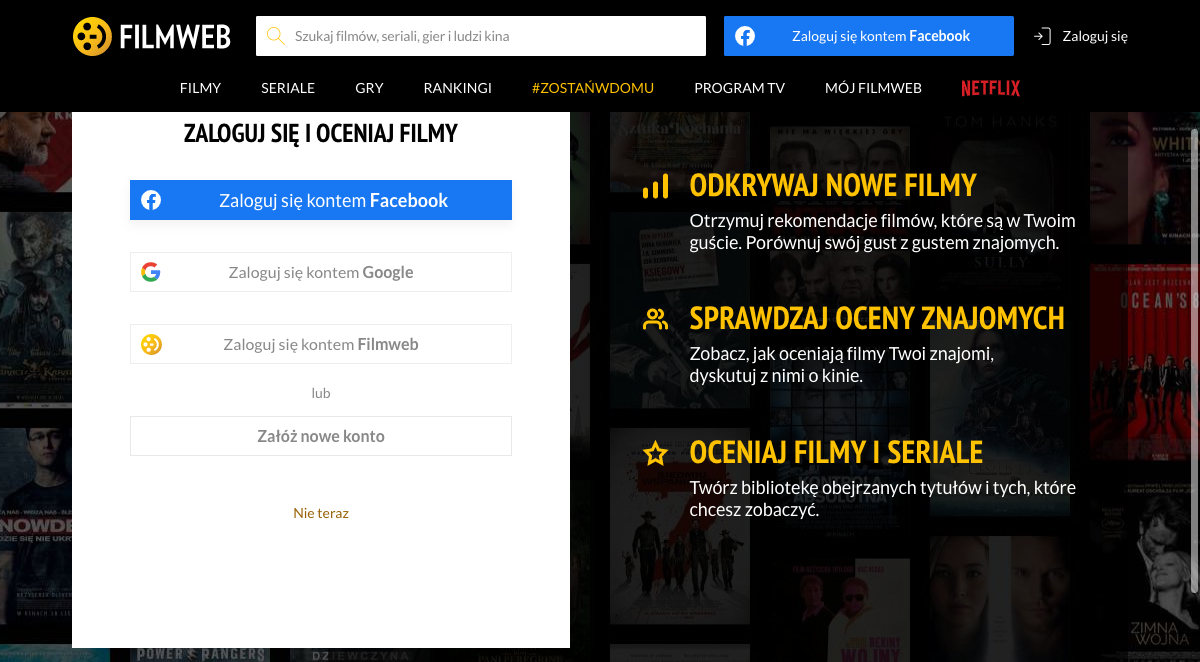 FILMWEB
Szukaj filmów, seriali, gier i ludzi kina
Zaloguj się kontem Facebook
Zaloguj się
FILMY
SERIALE
GRY
RANKINGI
#ZOSTAŃWDOMU
PROGRAM TV
MÓJ FILMWEB
NETFLIX
ZALOGUJ SIĘ I OCENIAJ FILMY
Zaloguj się kontem Facebook
Zaloguj się kontem Google
Zaloguj się kontem Filmweb
lub
Załóż nowe konto
Nie teraz
ODKRYWAJ NOWE FILMY
Otrzymuj rekomendacje filmów, które są w Twoim
guście. Porównuj swój gust z gustem znajomych.
SPRAWDZAJ OCENY ZNAJOMYCH
Zobacz, jak oceniają filmy Twoi znajomi,
dyskutuj z nimi o kinie.
OCENIAJ FILMY I SERIALE
Twórz bibliotekę obejrzanych tytułów i tych, które
chcesz zobaczyć.
Sztuka Kochania
TOM HANKS
SULLY
KSIĘGOWY
OCEAN'S 8
ZIMNA
WOJNA
POWER RANGERS
DZIEWCZYNA